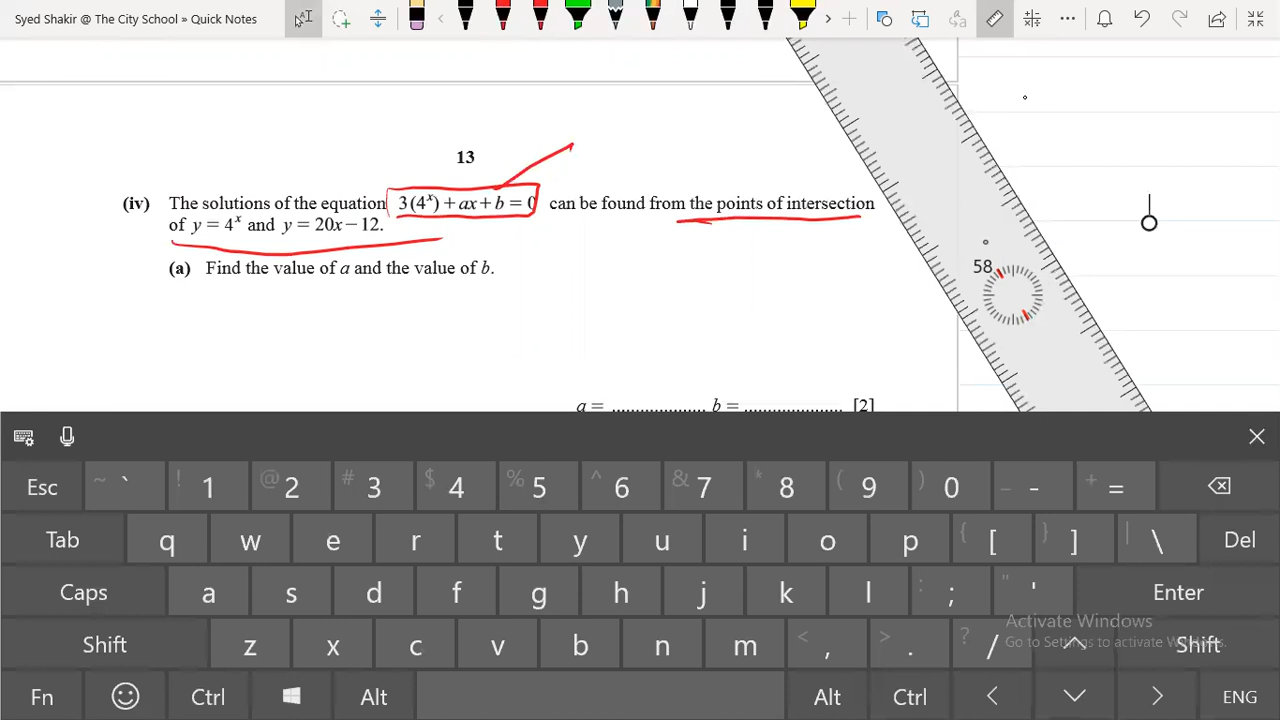 Syed Shakir @ The City School » Quick Notes
13
(iv) The solutions of the equation 3(4ˣ) + ax + b = 0 can be found from the points of intersection
of y = 4ˣ and y = 20x − 12.
(a) Find the value of a and the value of b.
58
a = ..................... b = ..................... [2]
Esc ~ ` ! 1 @ 2 # 3 $ 4 % 5 ^ 6 & 7 * 8 ( 9 ) 0 _ - + =
Tab q w e r t y u i o p { [ } ] | \ Del
Caps a s d f g h j k l : ; " ' Enter
Activate Windows
Go to Settings to activate Windows.
Shift z x c v b n m < , > . ? / Shift
Fn Ctrl Alt Alt Ctrl ENG